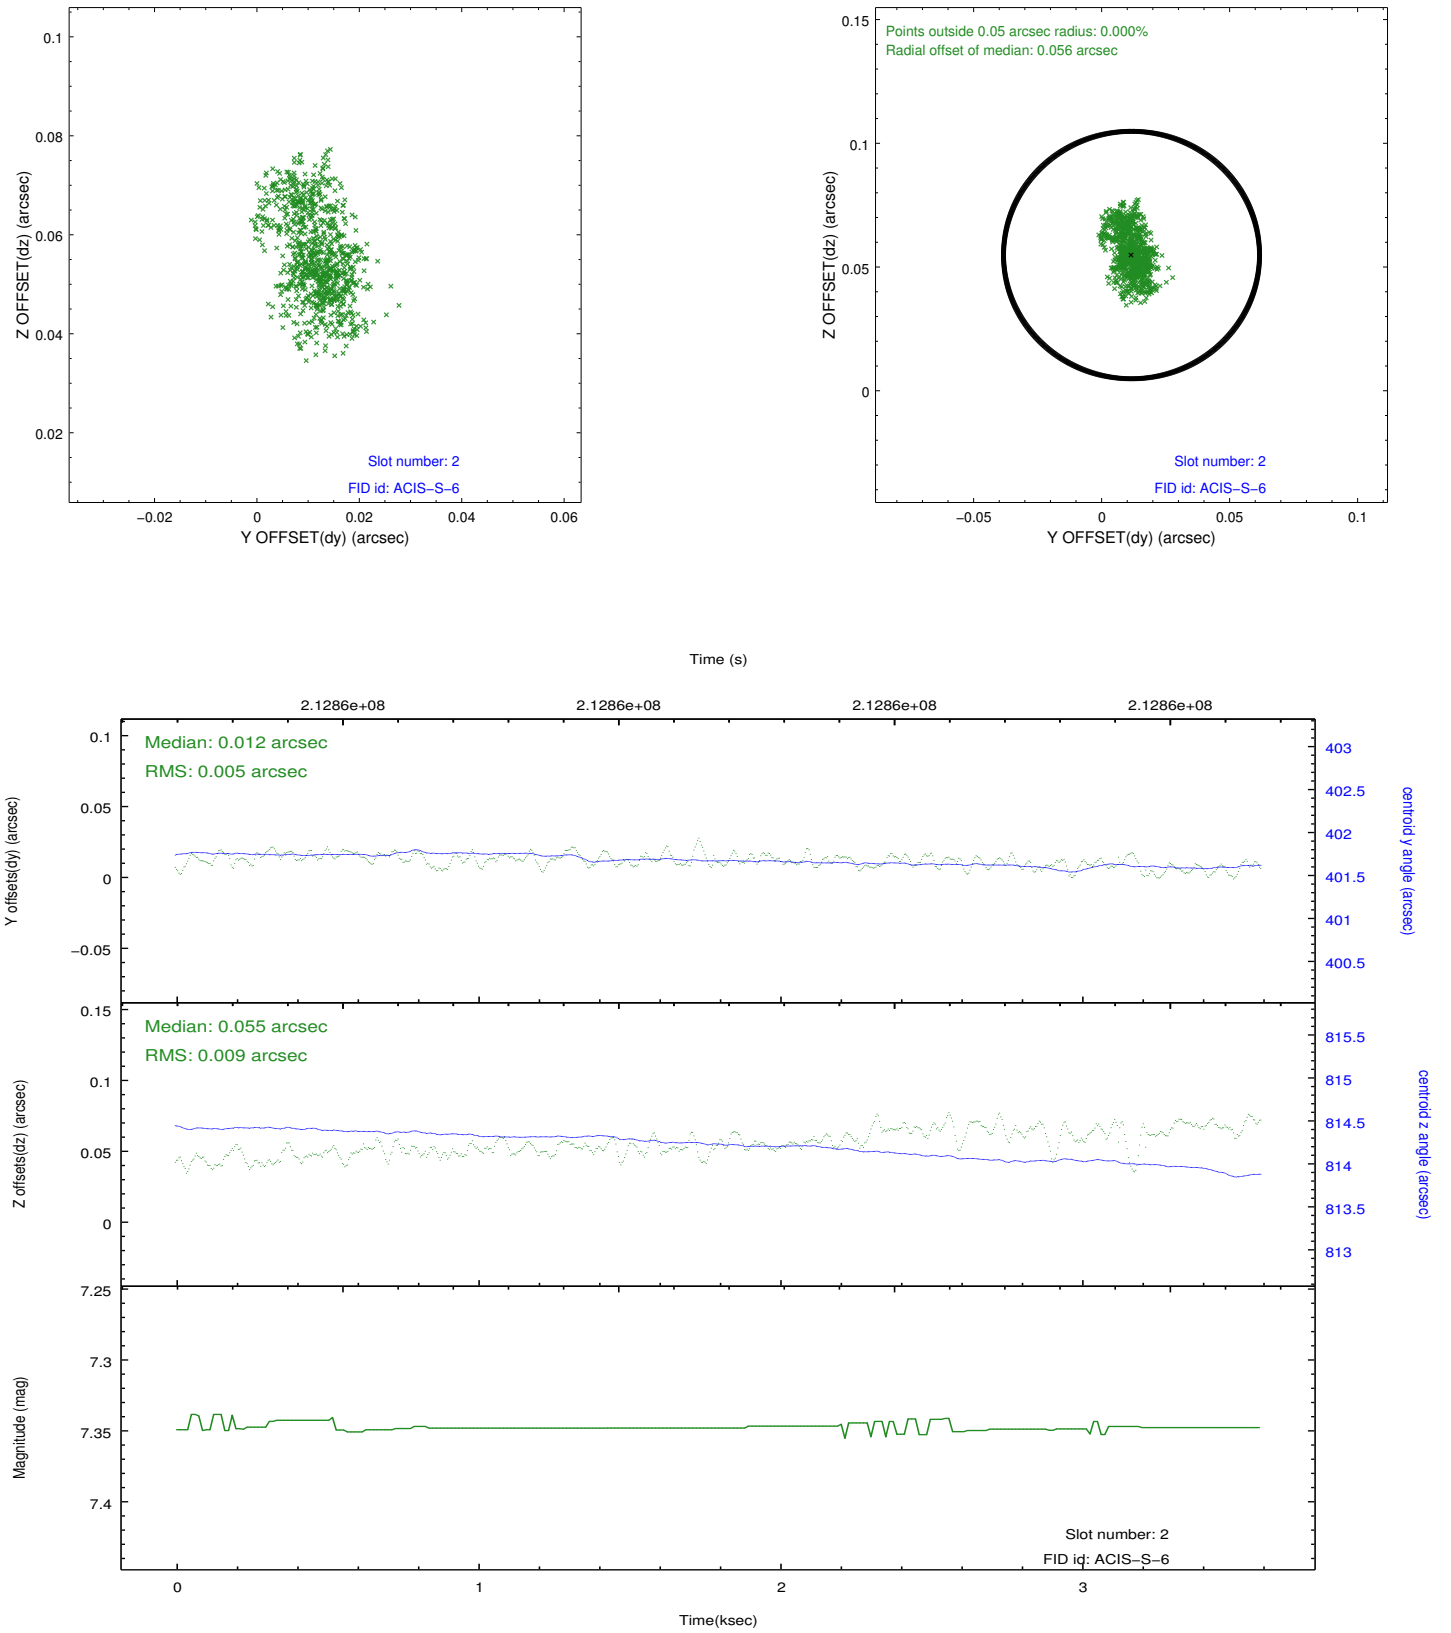 0.1
0.08
0.06
0.04
0.02
Z OFFSET(dz) (arcsec)
Slot number: 2
FID id: ACIS−S−6
−0.02
0
0.02
0.04
0.06
Y OFFSET(dy) (arcsec)
0.15
0.1
0.05
0
Z OFFSET(dz) (arcsec)
Points outside 0.05 arcsec radius: 0.000%
Radial offset of median: 0.056 arcsec
Slot number: 2
FID id: ACIS−S−6
−0.05
0
0.05
0.1
Y OFFSET(dy) (arcsec)
Time (s)
2.1286e+08
2.1286e+08
2.1286e+08
2.1286e+08
0.1
0.05
0
−0.05
Y offsets(dy) (arcsec)
Median: 0.012 arcsec
RMS: 0.005 arcsec
403
402.5
402
401.5
401
400.5
centroid y angle (arcsec)
0.15
0.1
0.05
0
Z offsets(dz) (arcsec)
Median: 0.055 arcsec
RMS: 0.009 arcsec
815.5
815
814.5
814
813.5
813
centroid z angle (arcsec)
7.25
7.3
7.35
7.4
Magnitude (mag)
Slot number: 2
FID id: ACIS−S−6
0
1
2
3
Time(ksec)